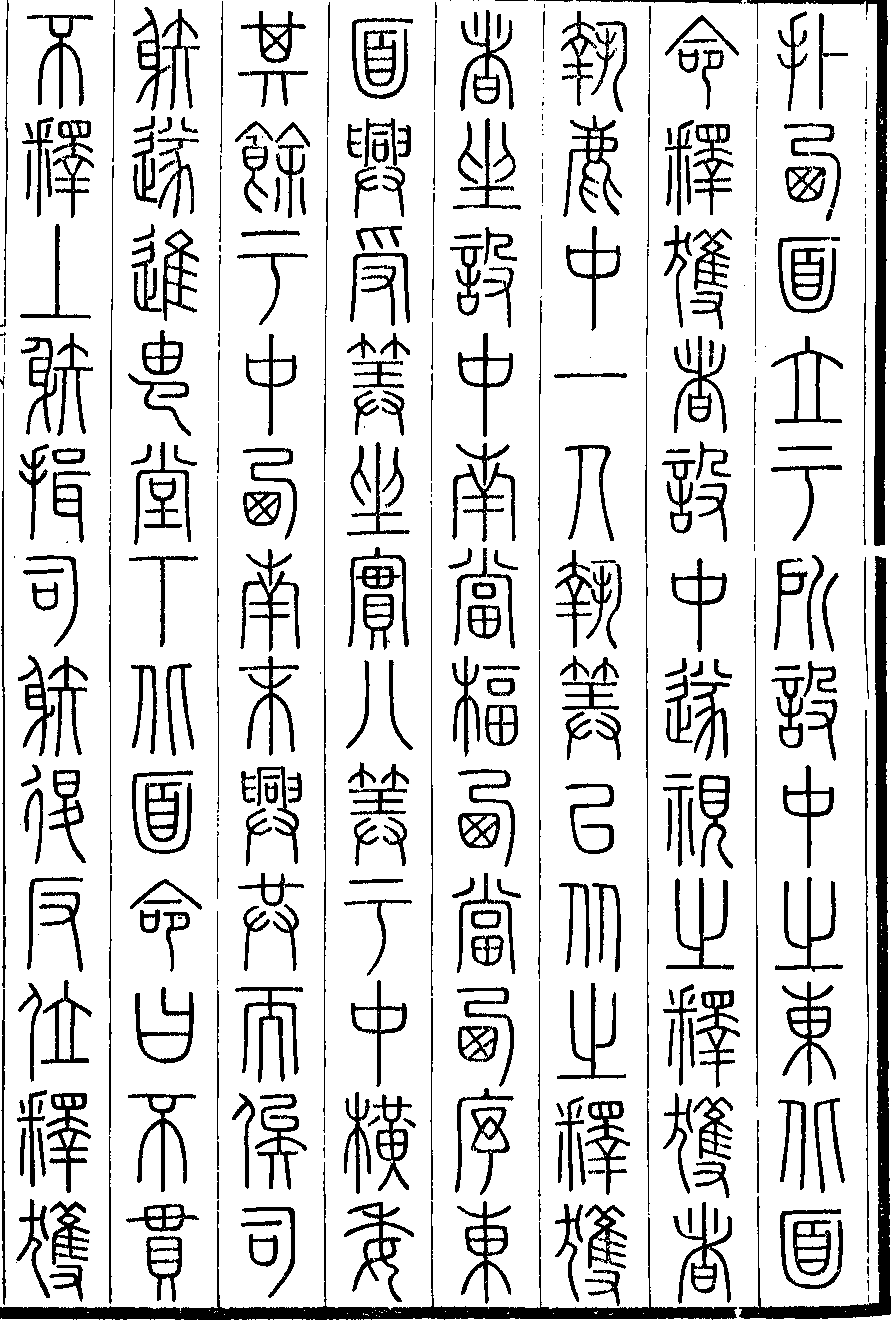 扑西面立于所設中之東北面
命釋獲者設中遂視之釋獲者
執鹿中一人執筭以从之釋獲
者坐設中南當楅西當西序東
面興受筭坐實八筭于中橫委
其餘于中西南末興共而俟司
射遂進由堂下北面命曰不貫
不釋上射揖司射退反位釋獲